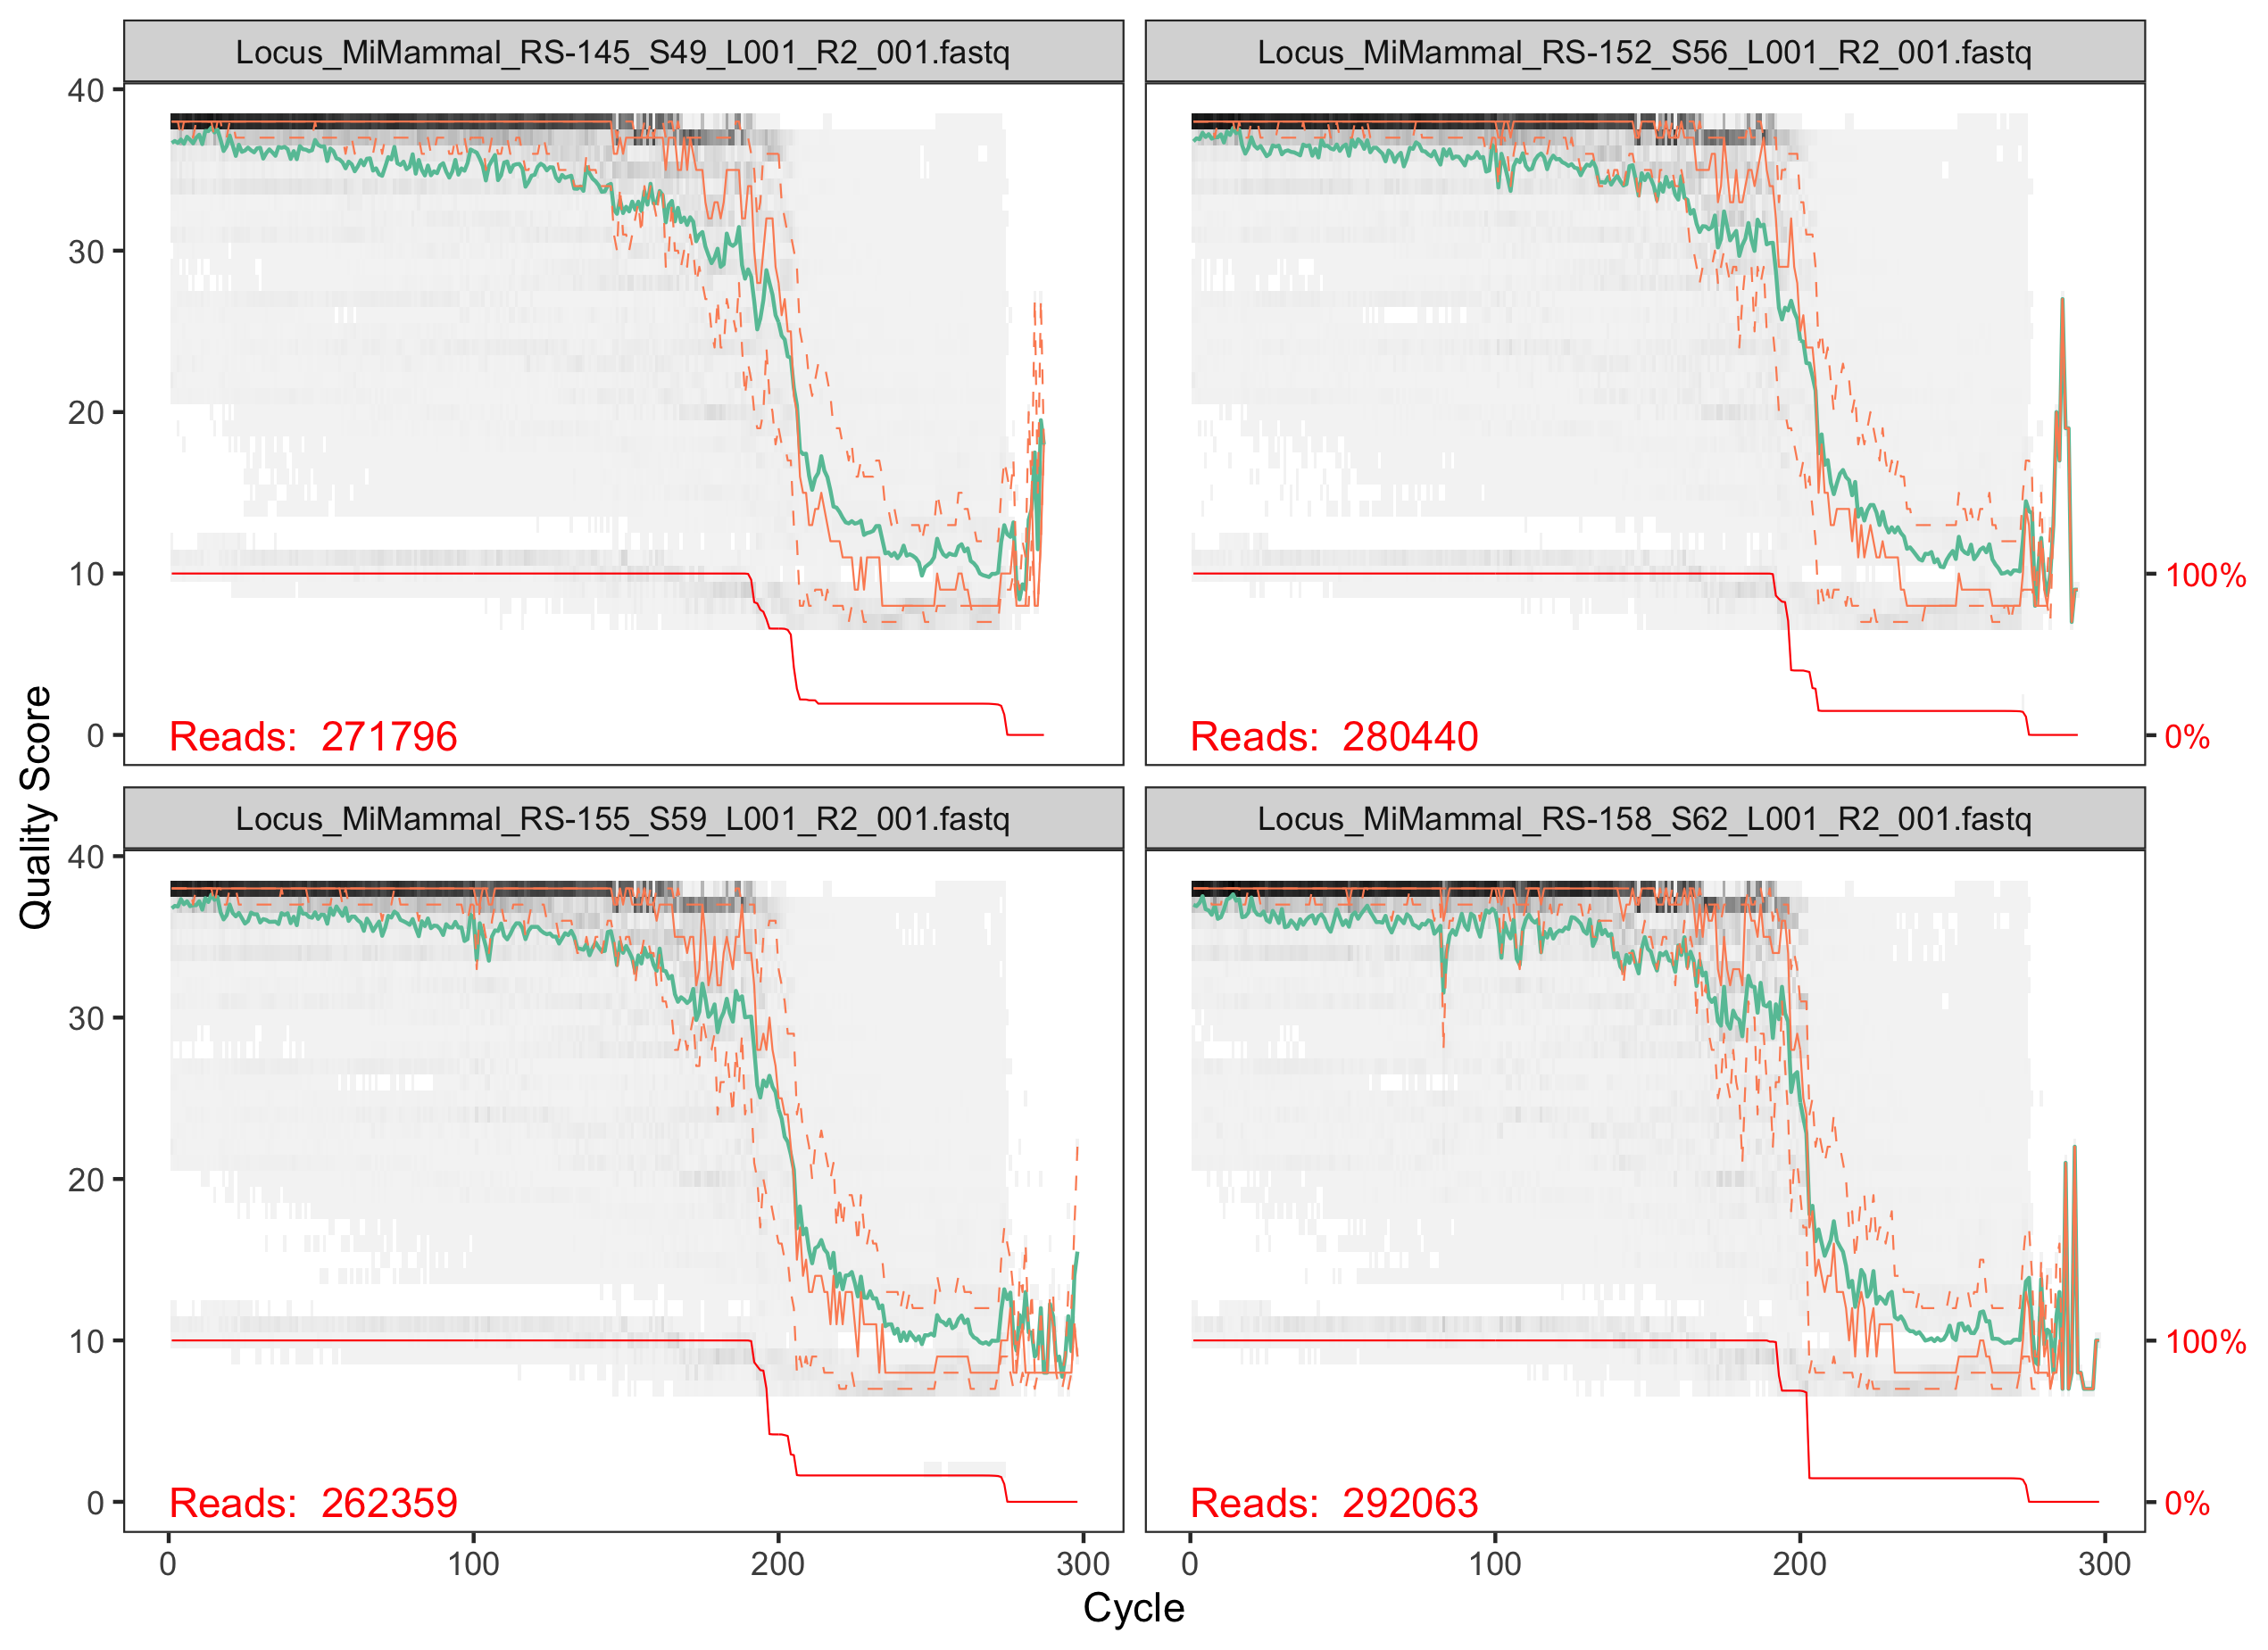 Locus_MiMammal_RS-145_S49_L001_R2_001.fastq
Locus_MiMammal_RS-152_S56_L001_R2_001.fastq
40
30
20
10
0
Reads: 271796
Reads: 280440
100%
0%
Locus_MiMammal_RS-155_S59_L001_R2_001.fastq
Locus_MiMammal_RS-158_S62_L001_R2_001.fastq
40
30
20
10
0
Reads: 262359
Reads: 292063
100%
0%
0 100 200 300
0 100 200 300
Cycle
Quality Score